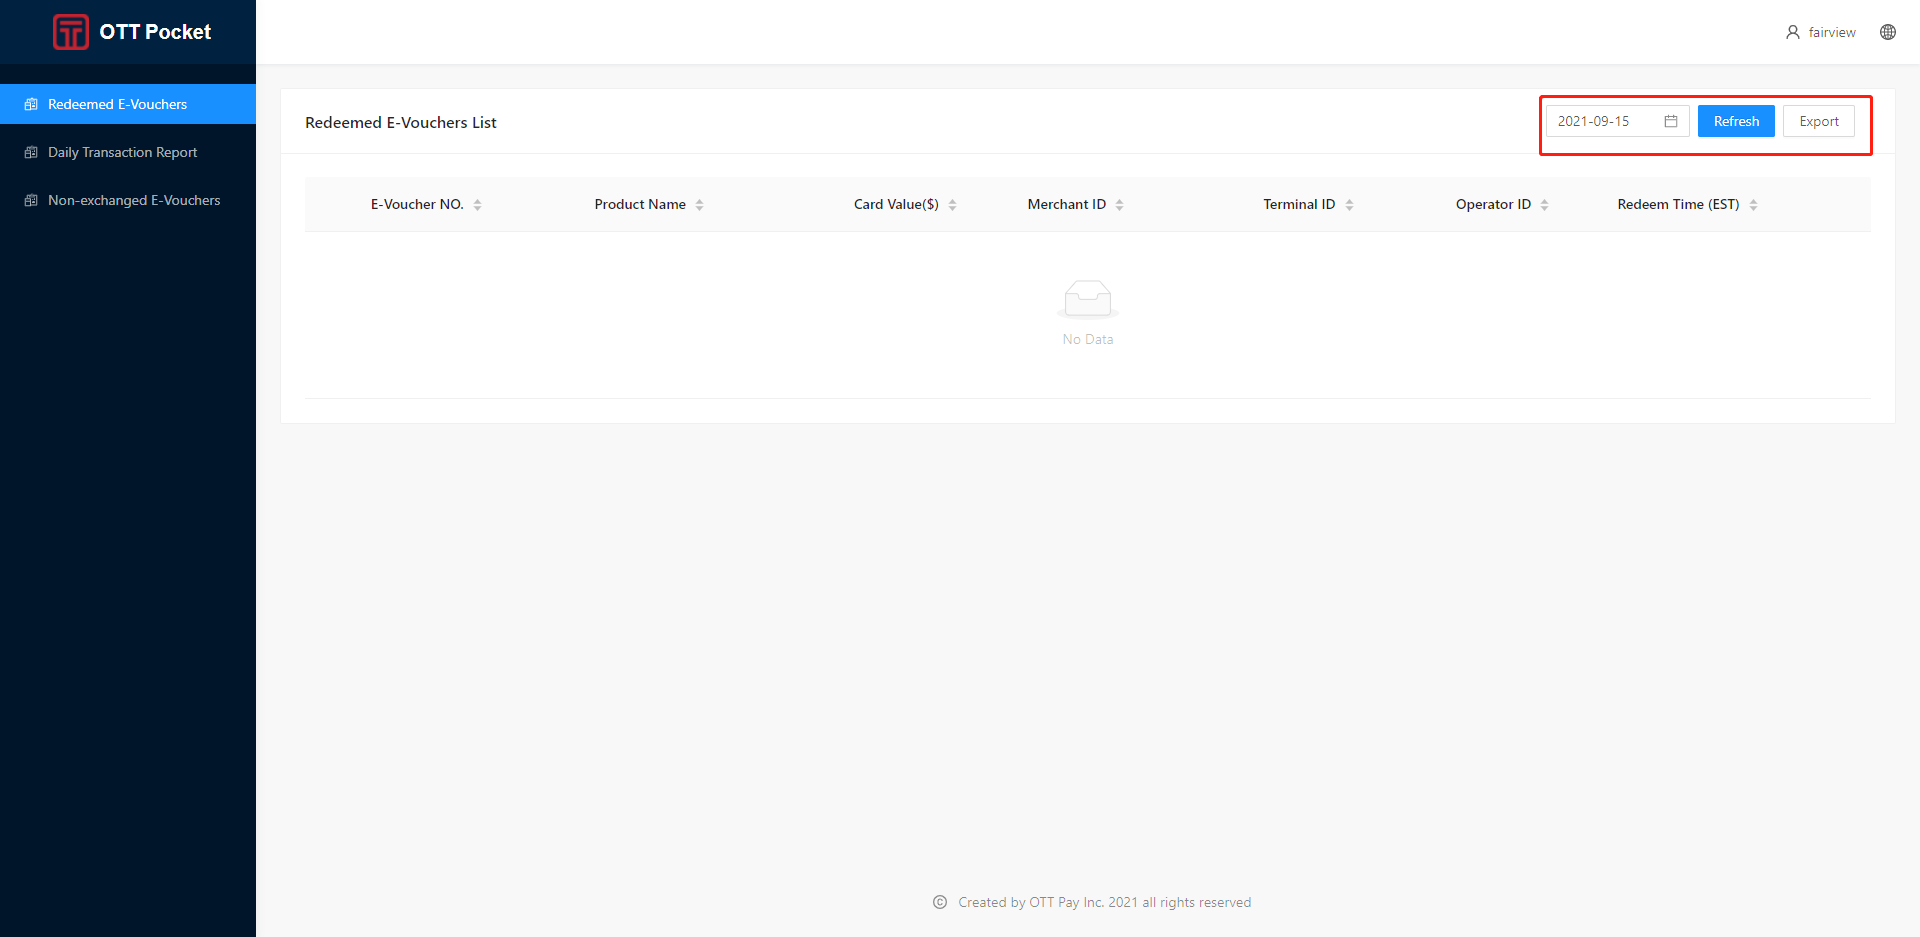 OTT Pocket
fairview
Redeemed E-Vouchers
Daily Transaction Report
Non-exchanged E-Vouchers
Redeemed E-Vouchers List
2021-09-15
Refresh
Export
E-Voucher NO. Product Name Card Value($) Merchant ID Terminal ID Operator ID Redeem Time (EST)
No Data
© Created by OTT Pay Inc. 2021 all rights reserved